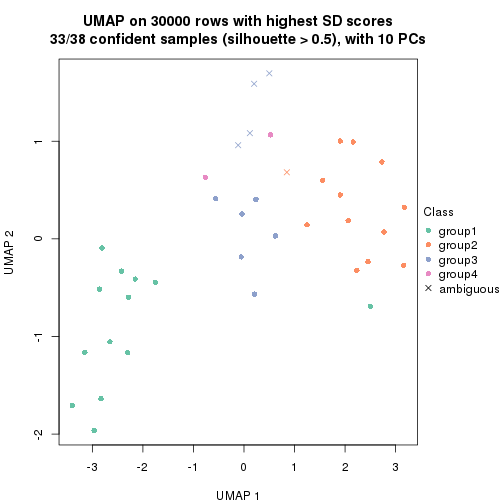 UMAP on 30000 rows with highest SD scores
33/38 confident samples (silhouette > 0.5), with 10 PCs
UMAP 2
1
0
-1
-2
-3
-2
-1
0
1
2
3
UMAP 1
Class
group1
group2
group3
group4
ambiguous